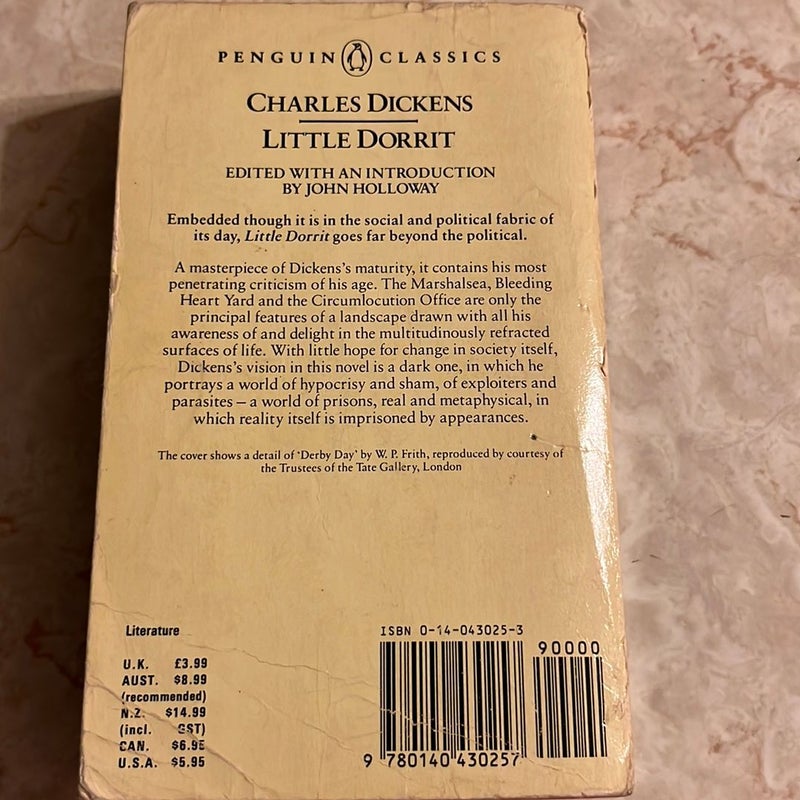 PENGUIN CLASSICS
CHARLES DICKENS
LITTLE DORRIT
EDITED WITH AN INTRODUCTION
BY JOHN HOLLOWAY
Embedded though it is in the social and political fabric of
its day, Little Dorrit goes far beyond the political.
A masterpiece of Dickens's maturity, it contains his most
penetrating criticism of his age. The Marshalsea, Bleeding
Heart Yard and the Circumlocution Office are only the
principal features of a landscape drawn with all his
awareness of and delight in the multitudinously refracted
surfaces of life. With little hope for change in society itself,
Dickens's vision in this novel is a dark one, in which he
portrays a world of hypocrisy and sham, of exploiters and
parasites – a world of prisons, real and metaphysical, in
which reality itself is imprisoned by appearances.
The cover shows a detail of 'Derby Day' by W. P. Frith, reproduced by courtesy of
the Trustees of the Tate Gallery, London
Literature
U.K. £3.99
AUST. $8.99
(recommended)
N.Z. $14.99
(incl. GST)
CAN. $6.95
U.S.A. $5.95
ISBN 0-14-043025-3
90000
9 780140 430257